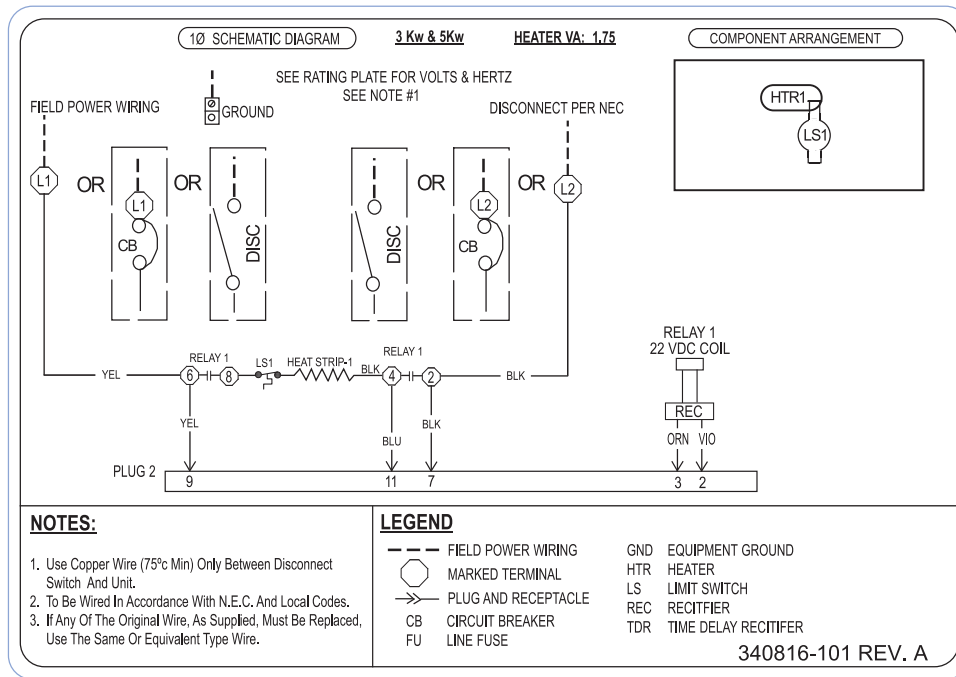 1Ø SCHEMATIC DIAGRAM
3 Kw & 5Kw
HEATER VA: 1.75
COMPONENT ARRANGEMENT
SEE RATING PLATE FOR VOLTS & HERTZ
SEE NOTE #1
FIELD POWER WIRING
GROUND
DISCONNECT PER NEC
HTR1
LS1
L1
OR
L1
CB
OR
DISC
DISC
OR
L2
CB
OR
L2
RELAY 1
22 VDC COIL
REC
ORN VIO
RELAY 1
LS1
HEAT STRIP-1
RELAY 1
YEL
6
8
BLK
4
2
BLK
YEL
BLU
BLK
PLUG 2
9
11
7
3
2
NOTES:
1. Use Copper Wire (75ºc Min) Only Between Disconnect
Switch And Unit.
2. To Be Wired In Accordance With N.E.C. And Local Codes.
3. If Any Of The Original Wire, As Supplied, Must Be Replaced,
Use The Same Or Equivalent Type Wire.
LEGEND
FIELD POWER WIRING
MARKED TERMINAL
PLUG AND RECEPTACLE
CB CIRCUIT BREAKER
FU LINE FUSE
GND EQUIPMENT GROUND
HTR HEATER
LS LIMIT SWITCH
REC RECITFIER
TDR TIME DELAY RECITIFER
340816-101 REV. A